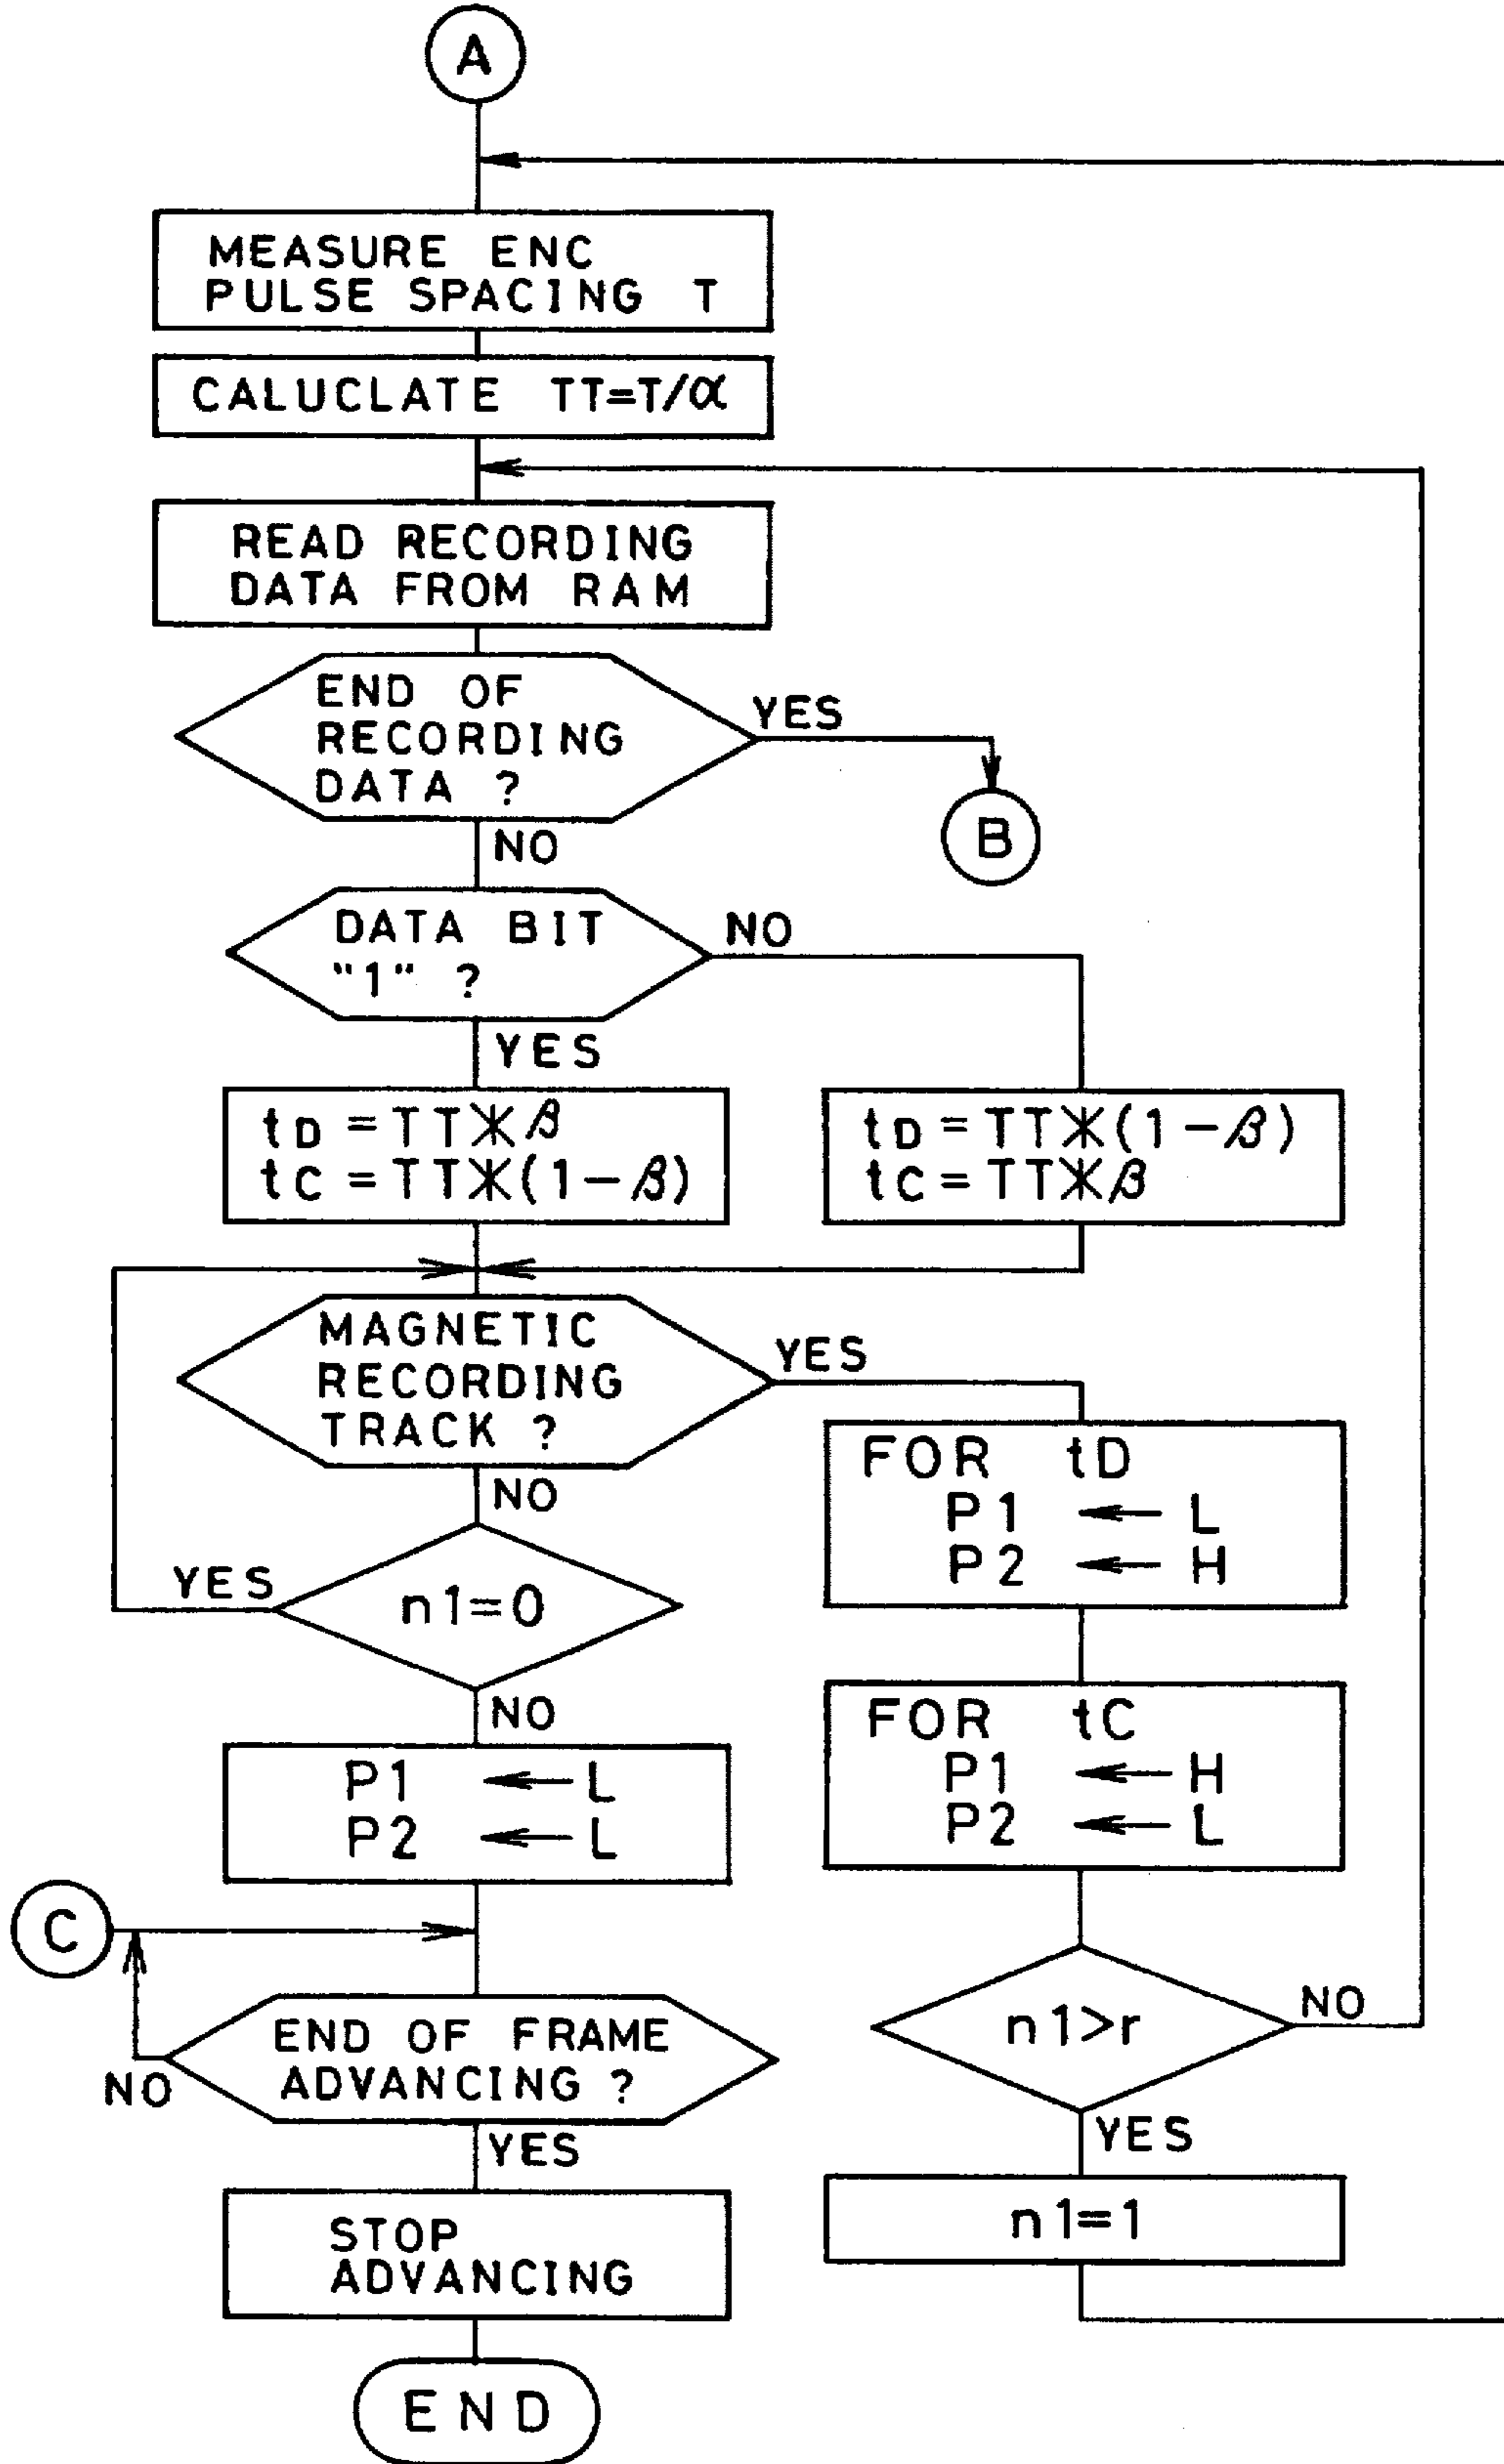 A
MEASURE ENC
PULSE SPACING T
CALUCLATE TT=T/α
READ RECORDING
DATA FROM RAM
END OF
RECORDING
DATA ?
YES
B
NO
DATA BIT
"1" ?
NO
YES
tD = TT*β
tC = TT*(1-β)
tD = TT*(1-β)
tC = TT*β
MAGNETIC
RECORDING
TRACK ?
YES
NO
FOR tD
P1 ← L
P2 ← H
n1=0
YES
NO
FOR tC
P1 ← H
P2 ← L
P1 ← L
P2 ← L
C
n1>r
NO
END OF FRAME
ADVANCING ?
NO
YES
YES
n1=1
STOP
ADVANCING
END